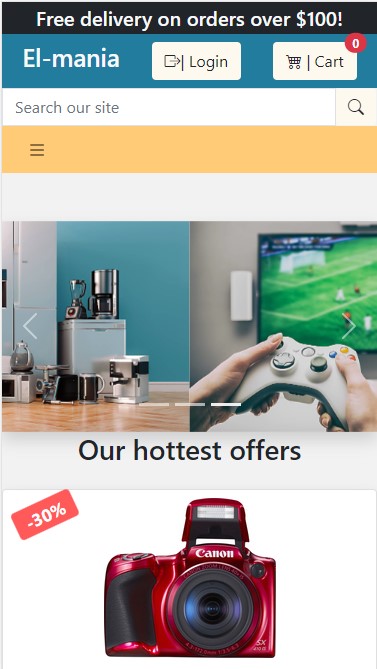 Free delivery on orders over $100!
El-mania
| Login
| Cart
0
Search our site
Our hottest offers
-30%
Canon